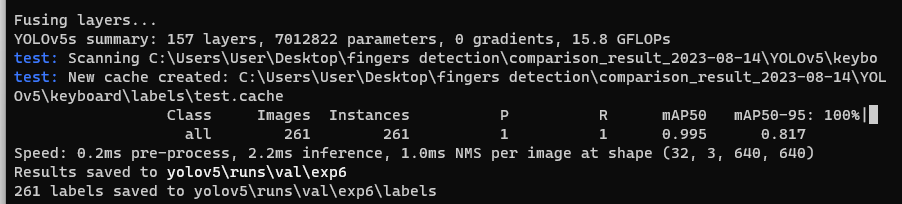 Fusing layers...
YOLOv5s summary: 157 layers, 7012822 parameters, 0 gradients, 15.8 GFLOPs
test: Scanning C:\Users\User\Desktop\fingers detection\comparison_result_2023-08-14\YOLOv5\keybo
test: New cache created: C:\Users\User\Desktop\fingers detection\comparison_result_2023-08-14\YOL
Ov5\keyboard\labels\test.cache
Class Images Instances P R mAP50 mAP50-95: 100%|
all 261 261 1 1 0.995 0.817
Speed: 0.2ms pre-process, 2.2ms inference, 1.0ms NMS per image at shape (32, 3, 640, 640)
Results saved to yolov5\runs\val\exp6
261 labels saved to yolov5\runs\val\exp6\labels